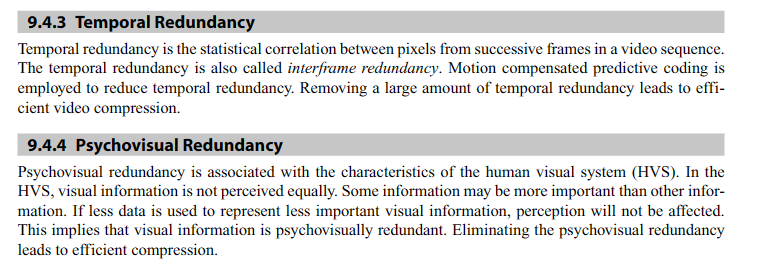 9.4.3 Temporal Redundancy
Temporal redundancy is the statistical correlation between pixels from successive frames in a video sequence.
The temporal redundancy is also called interframe redundancy. Motion compensated predictive coding is
employed to reduce temporal redundancy. Removing a large amount of temporal redundancy leads to effi-
cient video compression.
9.4.4 Psychovisual Redundancy
Psychovisual redundancy is associated with the characteristics of the human visual system (HVS). In the
HVS, visual information is not perceived equally. Some information may be more important than other infor-
mation. If less data is used to represent less important visual information, perception will not be affected.
This implies that visual information is psychovisually redundant. Eliminating the psychovisual redundancy
leads to efficient compression.